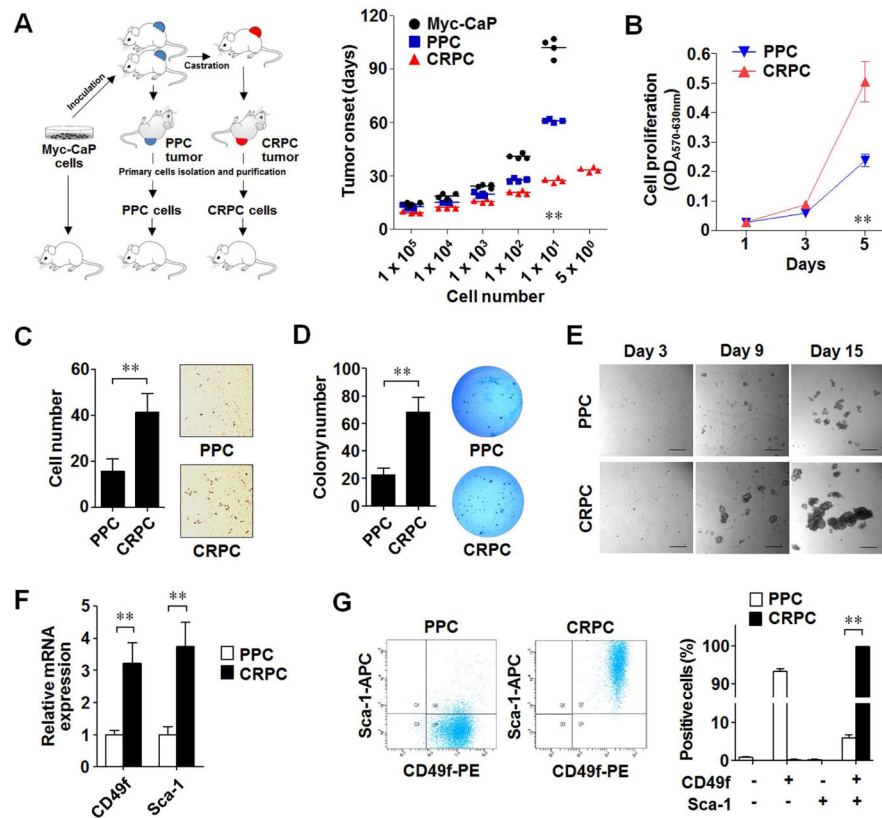 A
Inoculation
Castration
Myc-CaP
cells
PPC
tumor
CRPC
tumor
Primary cells isolation and purification
PPC cells
CRPC cells
Tumor onset (days)
120
90
60
30
0
Myc-CaP
PPC
CRPC
**
1 x 10⁵
1 x 10⁴
1 x 10³
1 x 10²
1 x 10¹
5 x 10⁰
Cell number
B
Cell proliferation
(OD A570-630nm)
0.6
0.5
0.4
0.3
0.2
0.1
0.0
PPC
CRPC
**
1
3
5
Days
C
Cell number
60
40
20
0
**
PPC
CRPC
PPC
CRPC
D
Colony number
100
80
60
40
20
0
**
PPC
CRPC
PPC
CRPC
E
Day 3
Day 9
Day 15
PPC
CRPC
F
Relative mRNA
expression
5
4
3
2
1
0
**
**
PPC
CRPC
CD49f
Sca-1
G
PPC
CRPC
Sca-1-APC
Sca-1-APC
CD49f-PE
CD49f-PE
PPC
CRPC
**
Positive cells (%)
100
90
10
5
0
CD49f - + - +
Sca-1 - - + +